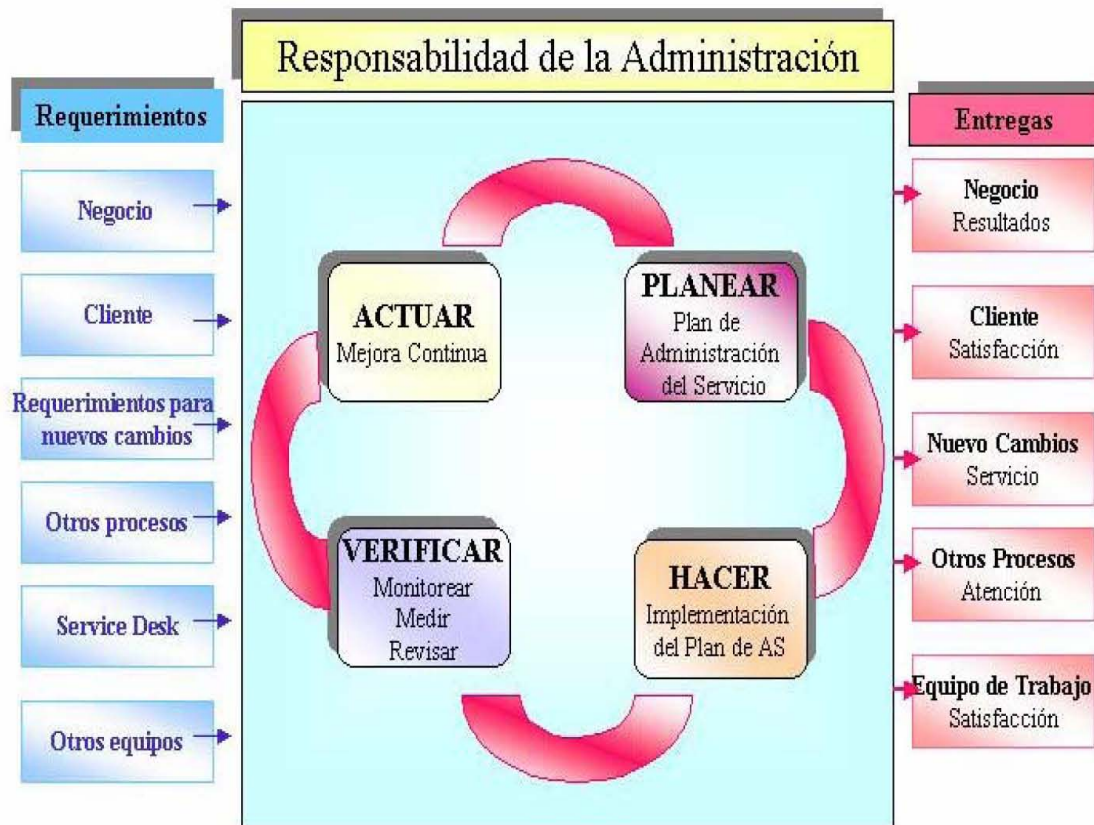 Responsabilidad de la Administración
Requerimientos
Negocio
Cliente
Requerimientos para
nuevos cambios
Otros procesos
Service Desk
Otros equipos
ACTUAR
Mejora Continua
PLANEAR
Plan de
Administración
del Servicio
VERIFICAR
Monitorear
Medir
Revisar
HACER
Implementación
del Plan de AS
Entregas
Negocio
Resultados
Cliente
Satisfacción
Nuevo Cambios
Servicio
Otros Procesos
Atención
Equipo de Trabajo
Satisfacción